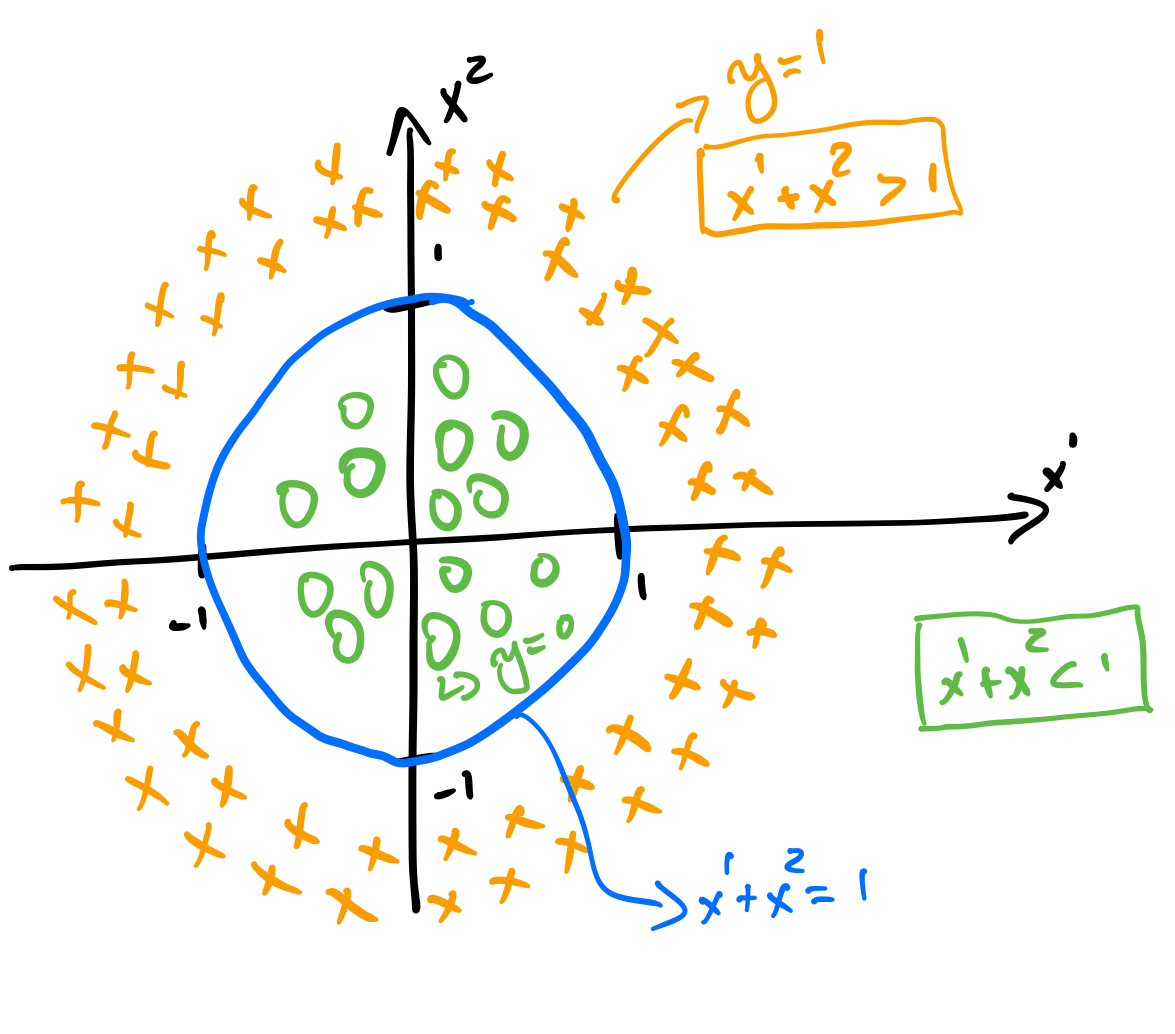 x²
y = 1
x¹ + x² > 1
1
x¹
1
-1
y = 0
x¹ + x² < 1
-1
x¹ + x² = 1